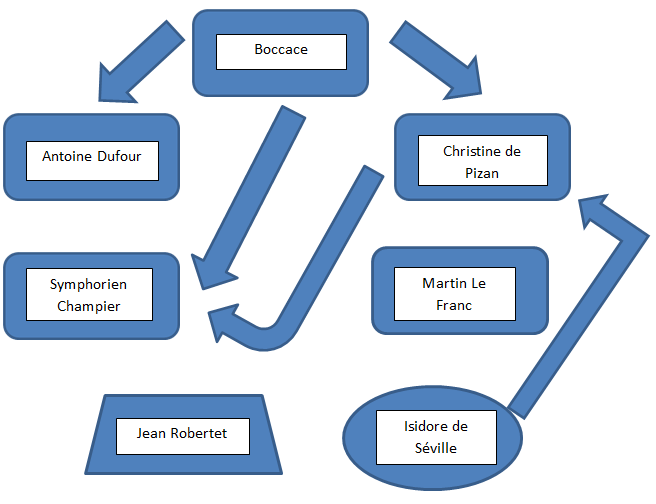 Boccace
Antoine Dufour
Christine de
Pizan
Symphorien
Champier
Martin Le
Franc
Jean Robertet
Isidore de
Séville